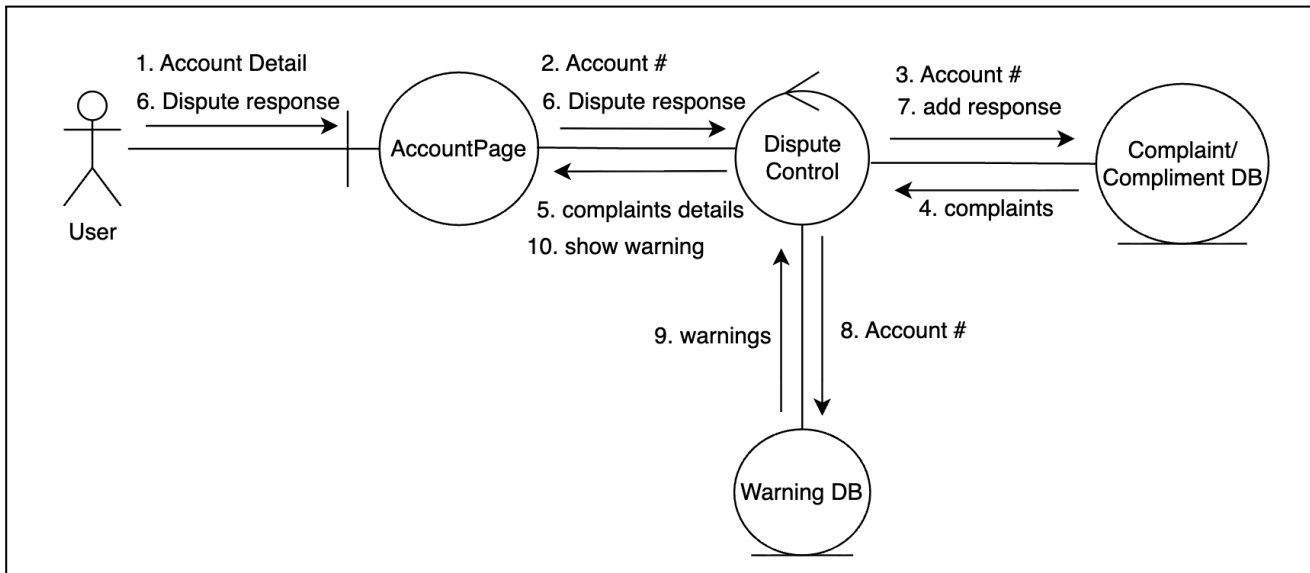 1. Account Detail
6. Dispute response
User
AccountPage
2. Account #
6. Dispute response
5. complaints details
10. show warning
Dispute
Control
3. Account #
7. add response
4. complaints
Complaint/
Compliment DB
9. warnings
8. Account #
Warning DB